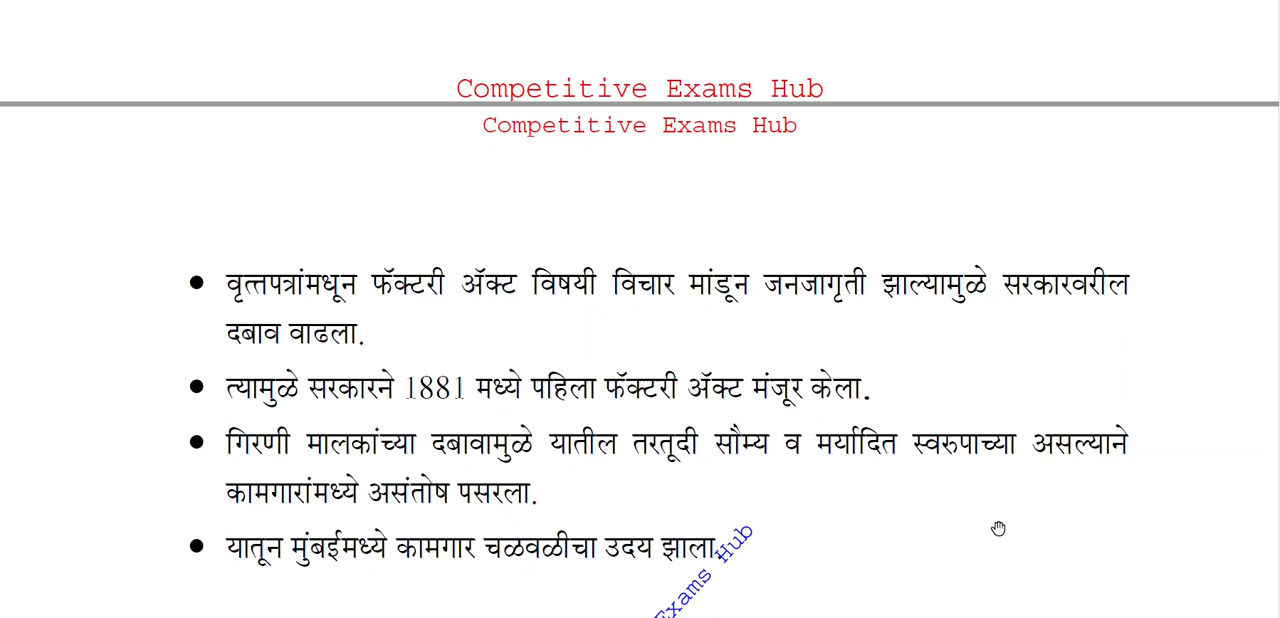 Competitive Exams Hub
Competitive Exams Hub
● वृत्तपत्रांमधून फॅक्टरी ॲक्ट विषयी विचार मांडून जनजागृती झाल्यामुळे सरकारवरील
दबाव वाढला.
● त्यामुळे सरकारने 1881 मध्ये पहिला फॅक्टरी ॲक्ट मंजूर केला.
● गिरणी मालकांच्या दबावामुळे यातील तरतूदी सौम्य व मर्यादित स्वरूपाच्या असल्याने
कामगारांमध्ये असंतोष पसरला.
● यातून मुंबईमध्ये कामगार चळवळीचा उदय झाला.
Exams Hub